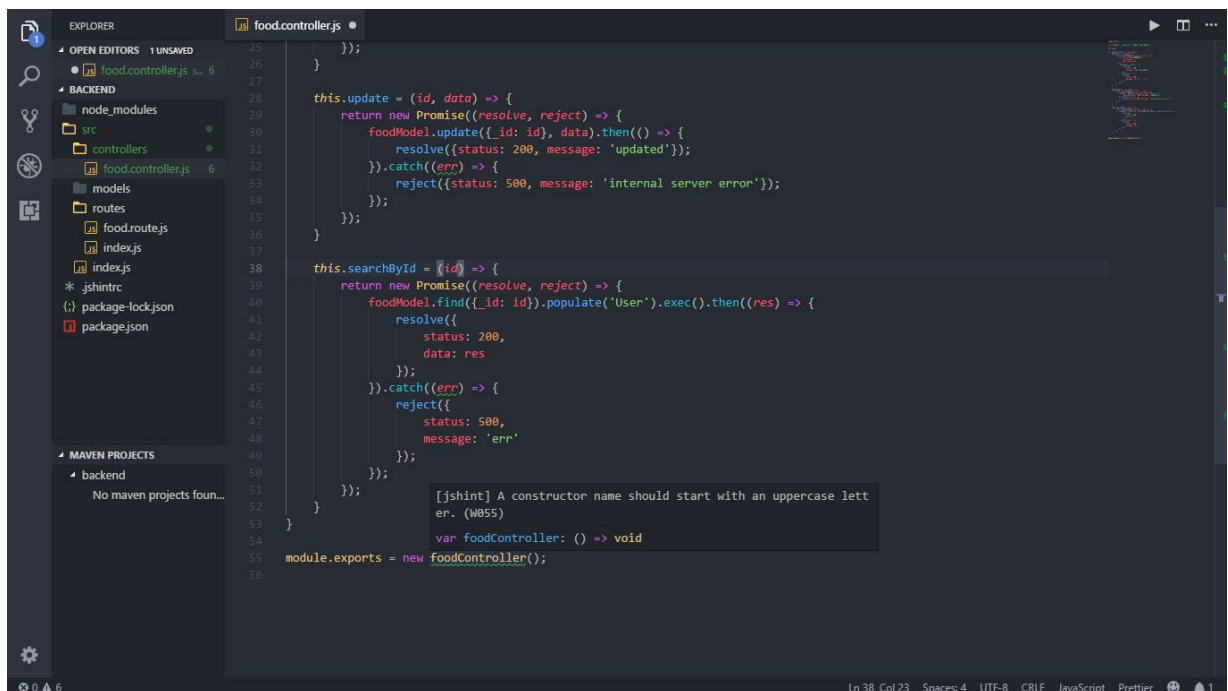 EXPLORER
OPEN EDITORS 1 UNSAVED
JS food.controller.js s... 6
BACKEND
node_modules
src
controllers
JS food.controller.js 6
models
routes
JS food.route.js
JS index.js
JS index.js
.jshintrc
{;} package-lock.json
package.json
MAVEN PROJECTS
backend
No maven projects foun...
1
JS food.controller.js
25 });
26 }
27
28 this.update = (id, data) => {
29 return new Promise((resolve, reject) => {
30 foodModel.update({_id: id}, data).then(() => {
31 resolve({status: 200, message: 'updated'});
32 }).catch((err) => {
33 reject({status: 500, message: 'internal server error'});
34 });
35 });
36 }
37
38 this.searchById = (id) => {
39 return new Promise((resolve, reject) => {
40 foodModel.find({_id: id}).populate('User').exec().then((res) => {
41 resolve({
42 status: 200,
43 data: res
44 });
45 }).catch((err) => {
46 reject({
47 status: 500,
48 message: 'err'
49 });
50 });
51 });
52 }
53 }
54
[jshint] A constructor name should start with an uppercase lett
er. (W055)
var foodController: () => void
55 module.exports = new foodController();
56
0 6
Ln 38, Col 23 Spaces: 4 UTF-8 CRLF JavaScript Prettier 1